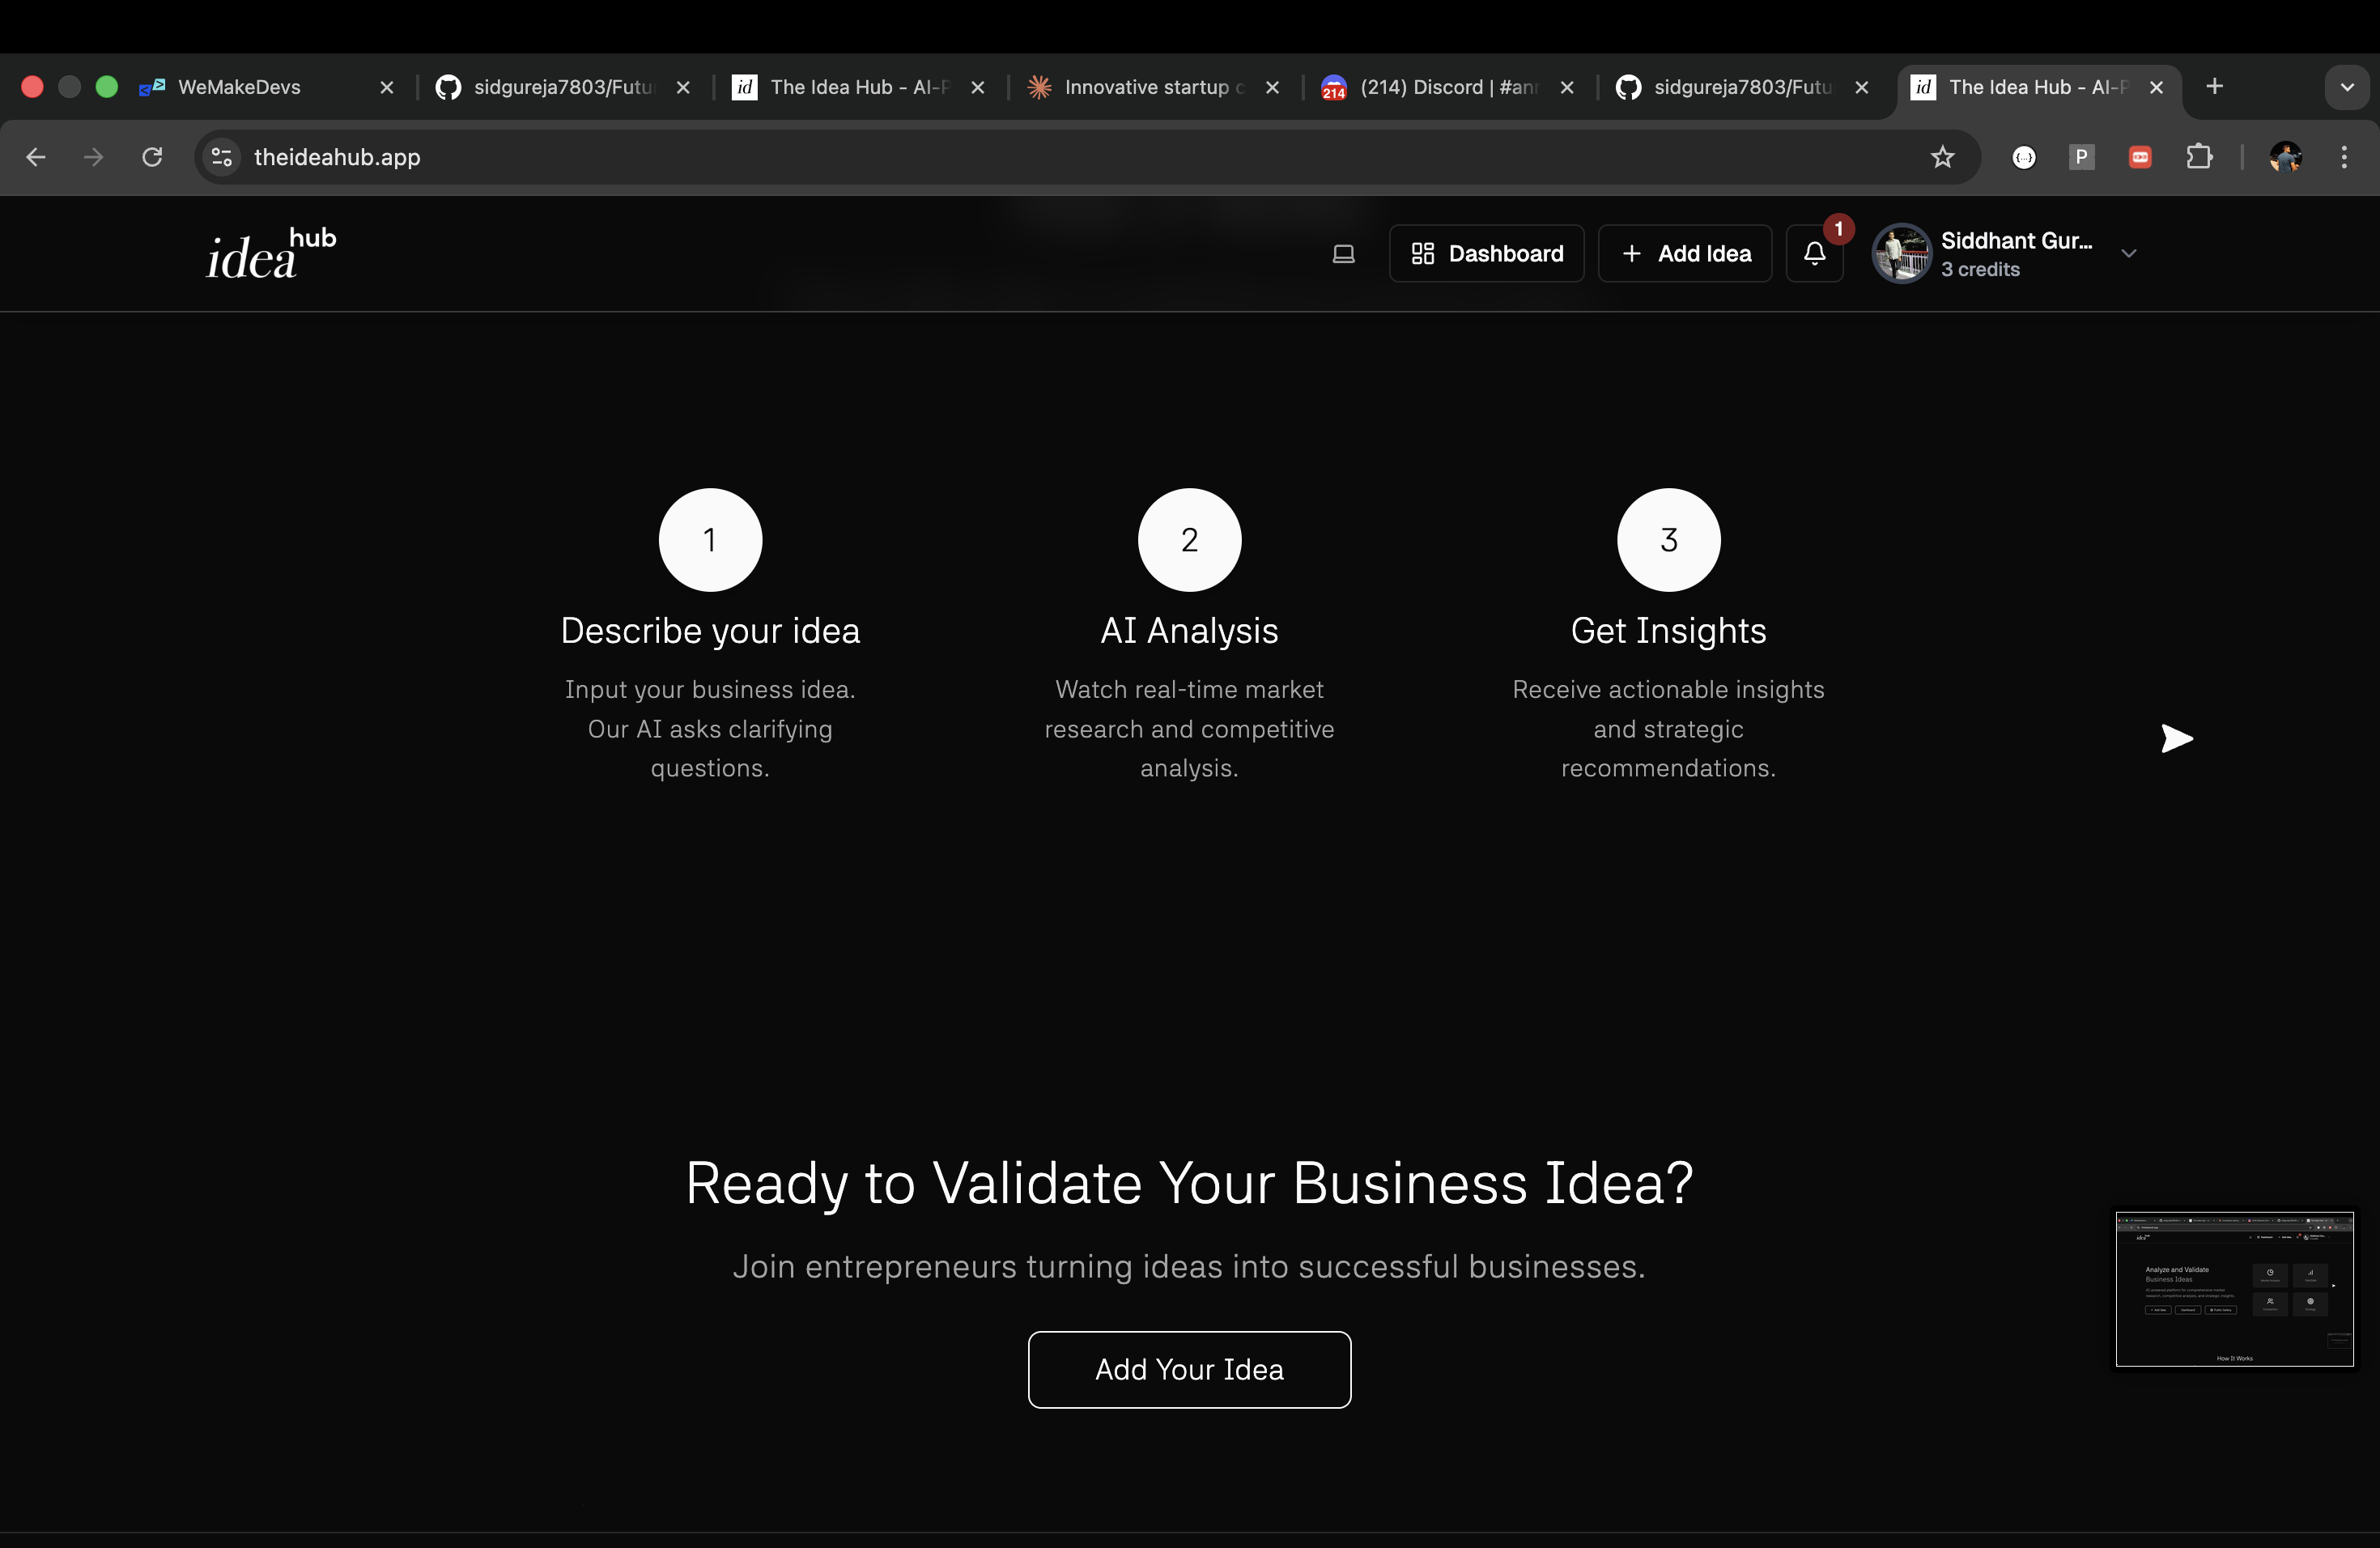 WeMakeDevs
sidgureja7803/Futu
The Idea Hub - AI-P
Innovative startup c
214
(214) Discord | #ann
sidgureja7803/Futu
id
The Idea Hub - AI-P
theideahub.app
P
idea hub
Dashboard
+ Add Idea
1
Siddhant Gur...
3 credits
1
2
3
Describe your idea
AI Analysis
Get Insights
Input your business idea.
Our AI asks clarifying
questions.
Watch real-time market
research and competitive
analysis.
Receive actionable insights
and strategic
recommendations.
Ready to Validate Your Business Idea?
Join entrepreneurs turning ideas into successful businesses.
Add Your Idea
Analyze and Validate
Business Ideas
How It Works